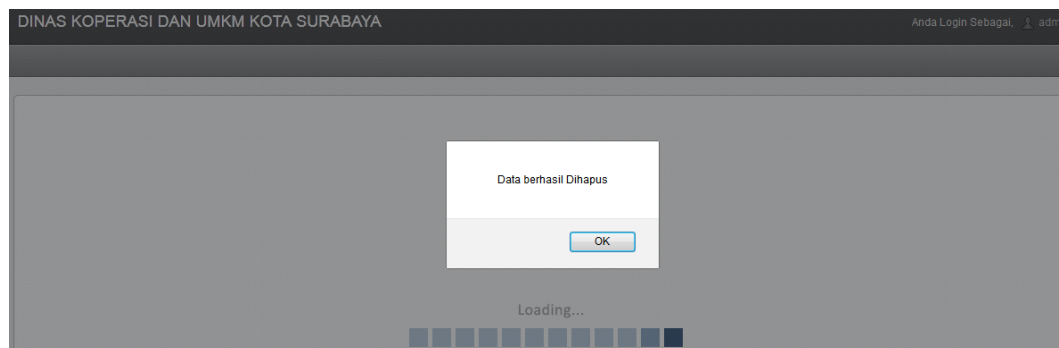 DINAS KOPERASI DAN UMKM KOTA SURABAYA
Anda Login Sebagai,
Data berhasil Dihapus
OK
Loading...